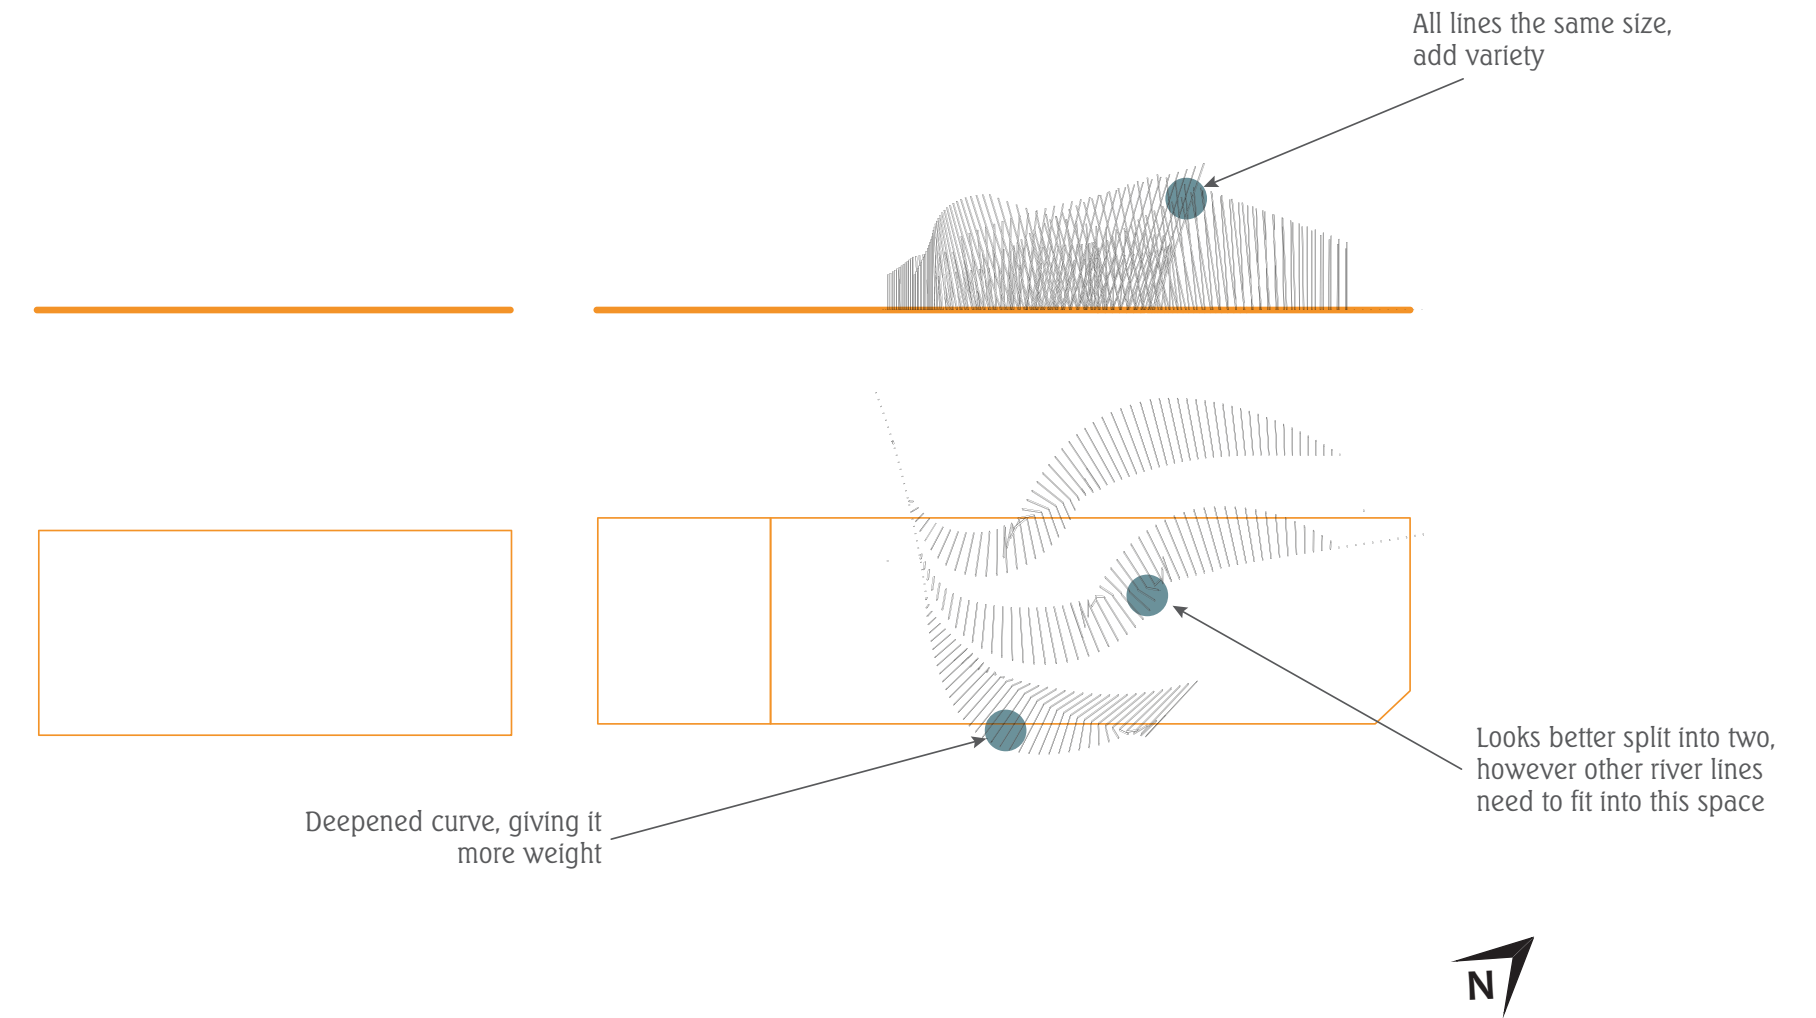 All lines the same size,
add variety
Looks better split into two,
however other river lines
need to fit into this space
Deepened curve, giving it
more weight
N